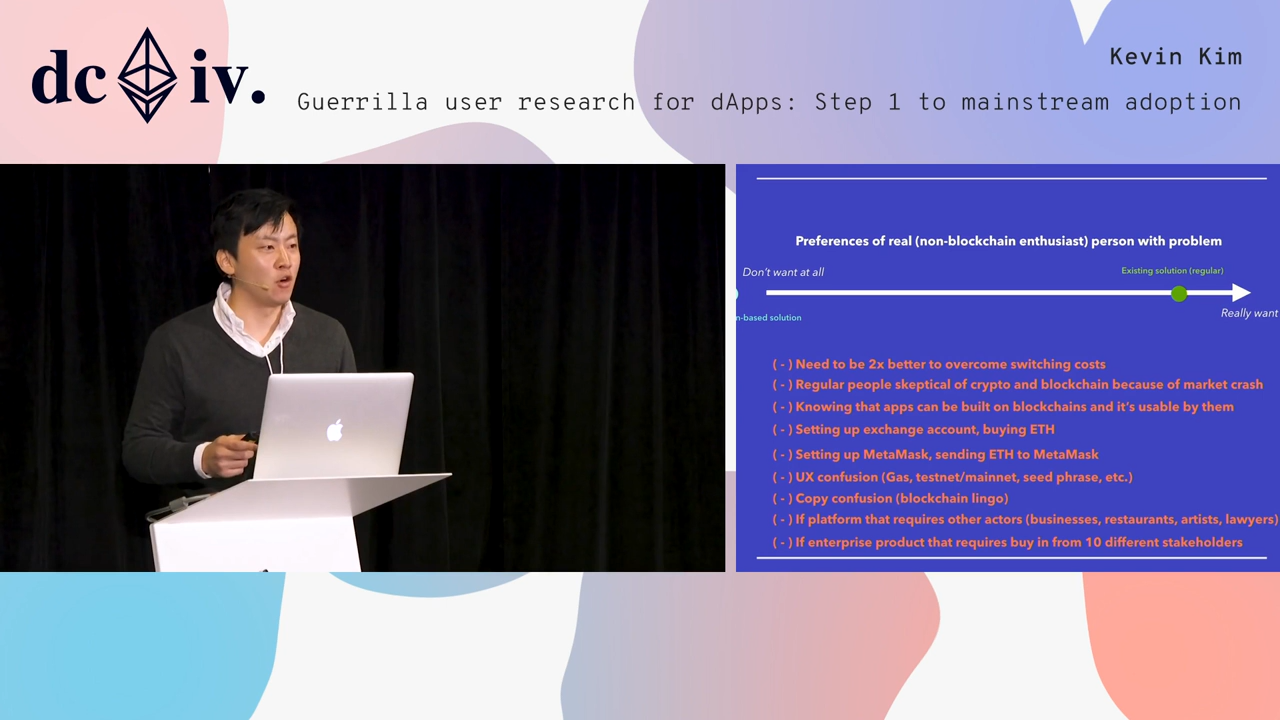 dc iv.
Kevin Kim
Guerrilla user research for dApps: Step 1 to mainstream adoption
Preferences of real (non-blockchain enthusiast) person with problem
Don't want at all
Existing solution (regular)
n-based solution
Really want
( - ) Need to be 2x better to overcome switching costs
( - ) Regular people skeptical of crypto and blockchain because of market crash
( - ) Knowing that apps can be built on blockchains and it's usable by them
( - ) Setting up exchange account, buying ETH
( - ) Setting up MetaMask, sending ETH to MetaMask
( - ) UX confusion (Gas, testnet/mainnet, seed phrase, etc.)
( - ) Copy confusion (blockchain lingo)
( - ) If platform that requires other actors (businesses, restaurants, artists, lawyers)
( - ) If enterprise product that requires buy in from 10 different stakeholders